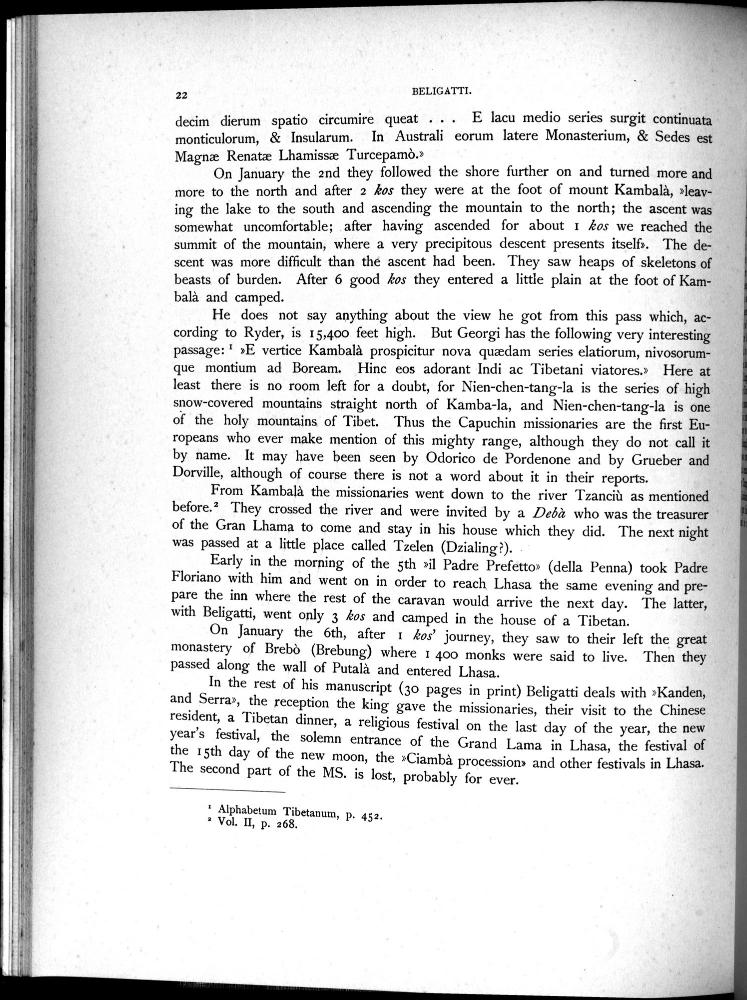 22
BELIGATTI.
decim dierum spatio circumire queat . . . E lacu medio series surgit continuata
monticulorum, & Insularum. In Australi eorum latere Monasterium, & Sedes est
Magnæ Renatæ Lhamissæ Turcepamò.»
On January the 2nd they followed the shore further on and turned more and
more to the north and after 2 kos they were at the foot of mount Kambalà, »leav-
ing the lake to the south and ascending the mountain to the north; the ascent was
somewhat uncomfortable; after having ascended for about 1 kos we reached the
summit of the mountain, where a very precipitous descent presents itself». The de-
scent was more difficult than the ascent had been. They saw heaps of skeletons of
beasts of burden. After 6 good kos they entered a little plain at the foot of Kam-
balà and camped.
He does not say anything about the view he got from this pass which, ac-
cording to Ryder, is 15,400 feet high. But Georgi has the following very interesting
passage: ¹ »E vertice Kambalà prospicitur nova quædam series elatiorum, nivosorum-
que montium ad Boream. Hinc eos adorant Indi ac Tibetani viatores.» Here at
least there is no room left for a doubt, for Nien-chen-tang-la is the series of high
snow-covered mountains straight north of Kamba-la, and Nien-chen-tang-la is one
of the holy mountains of Tibet. Thus the Capuchin missionaries are the first Eu-
ropeans who ever make mention of this mighty range, although they do not call it
by name. It may have been seen by Odorico de Pordenone and by Grueber and
Dorville, although of course there is not a word about it in their reports.
From Kambalà the missionaries went down to the river Tzanciù as mentioned
before.² They crossed the river and were invited by a Debà who was the treasurer
of the Gran Lhama to come and stay in his house which they did. The next night
was passed at a little place called Tzelen (Dzialing?).
Early in the morning of the 5th »il Padre Prefetto» (della Penna) took Padre
Floriano with him and went on in order to reach Lhasa the same evening and pre-
pare the inn where the rest of the caravan would arrive the next day. The latter,
with Beligatti, went only 3 kos and camped in the house of a Tibetan.
On January the 6th, after 1 kos' journey, they saw to their left the great
monastery of Brebò (Brebung) where 1 400 monks were said to live. Then they
passed along the wall of Putalà and entered Lhasa.
In the rest of his manuscript (30 pages in print) Beligatti deals with »Kanden,
and Serra», the reception the king gave the missionaries, their visit to the Chinese
resident, a Tibetan dinner, a religious festival on the last day of the year, the new
year's festival, the solemn entrance of the Grand Lama in Lhasa, the festival of
the 15th day of the new moon, the »Ciambà procession» and other festivals in Lhasa.
The second part of the MS. is lost, probably for ever.
¹ Alphabetum Tibetanum, p. 452.
² Vol. II, p. 268.